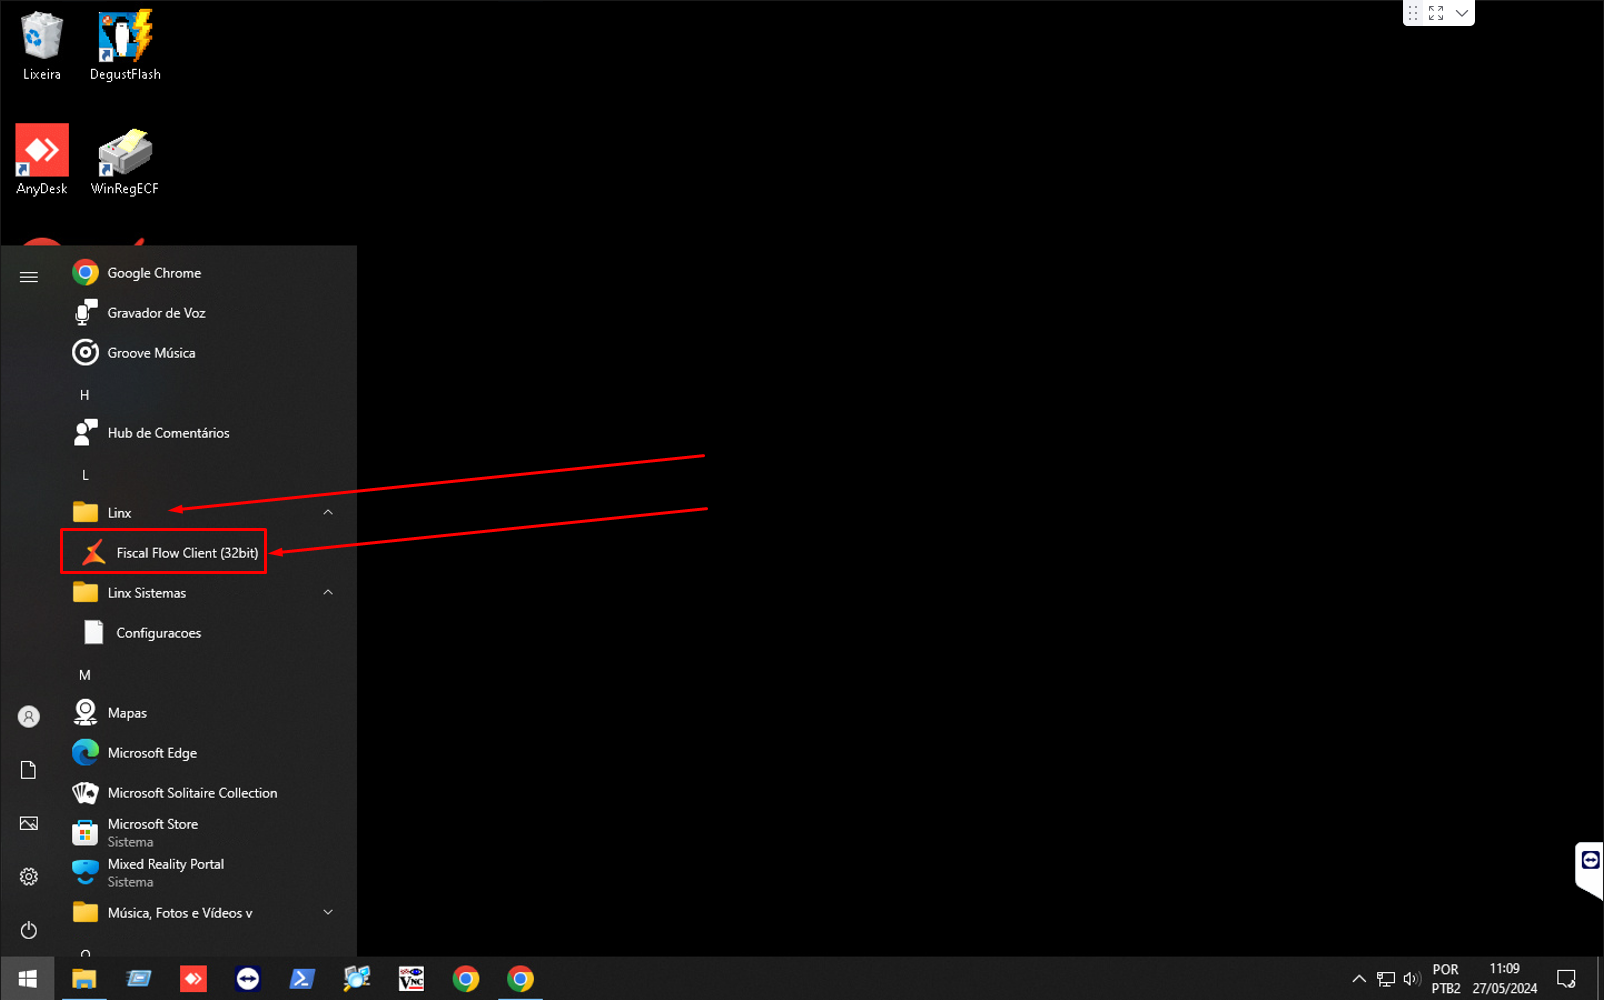 Lixeira
DegustFlash
AnyDesk
WinRegECF
Google Chrome
Gravador de Voz
Groove Música
H
Hub de Comentários
L
Linx
Fiscal Flow Client (32bit)
Linx Sistemas
Configuracoes
M
Mapas
Microsoft Edge
Microsoft Solitaire Collection
Microsoft Store
Sistema
Mixed Reality Portal
Sistema
Música, Fotos e Vídeos v
VNC
POR
PTB2
11:09
27/05/2024